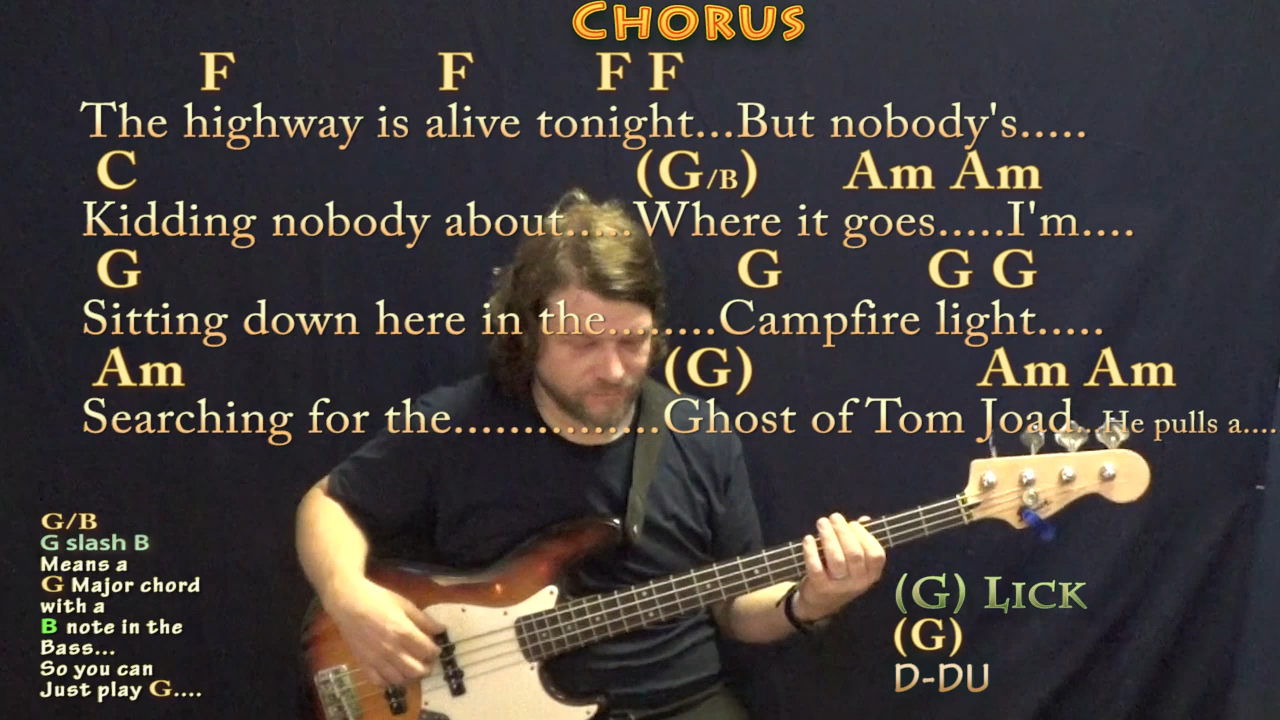 CHORUS
F F F F
The highway is alive tonight...But nobody's.....
C (G/B) Am Am
Kidding nobody about.....Where it goes.....I'm....
G G G G
Sitting down here in the........Campfire light.....
Am (G) Am Am
Searching for the...............Ghost of Tom Joad...He pulls a....
G/B
G slash B
Means a
G Major chord
with a
B note in the
Bass...
So you can
Just play G....
(G) LICK
(G)
D-DU